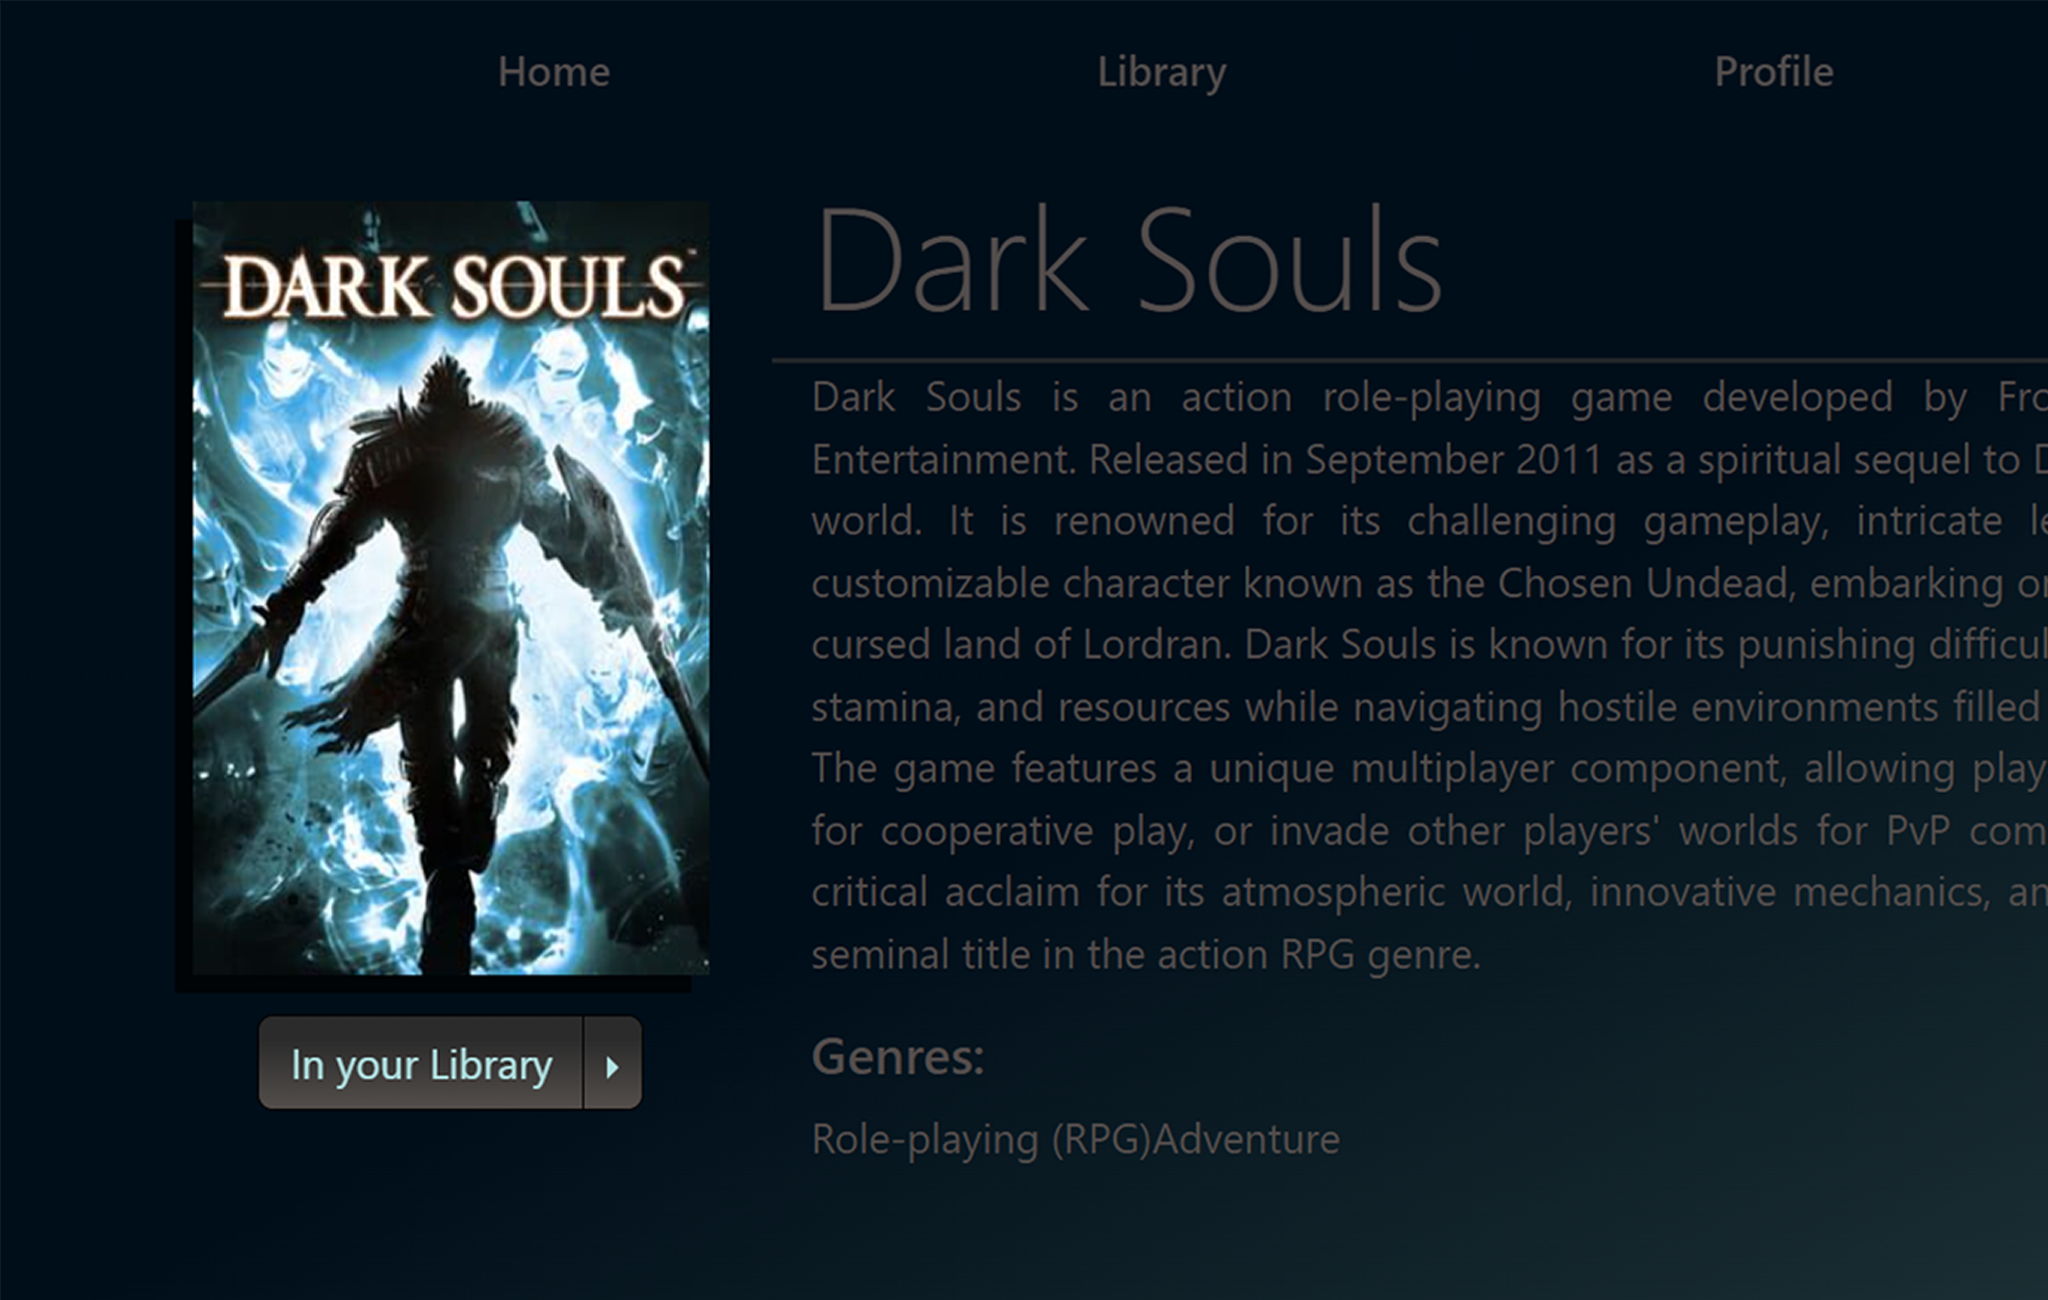 Home Library Profile
DARK SOULS™
Dark Souls
Dark Souls is an action role-playing game developed by
Entertainment. Released in September 2011 as a spiritual sequel to
world. It is renowned for its challenging gameplay, intricate
customizable character known as the Chosen Undead, embarking
cursed land of Lordran. Dark Souls is known for its punishing
stamina, and resources while navigating hostile environments filled
The game features a unique multiplayer component, allowing
for cooperative play, or invade other players' worlds for PvP
critical acclaim for its atmospheric world, innovative mechanics,
seminal title in the action RPG genre.
In your Library
Genres:
Role-playing (RPG)Adventure